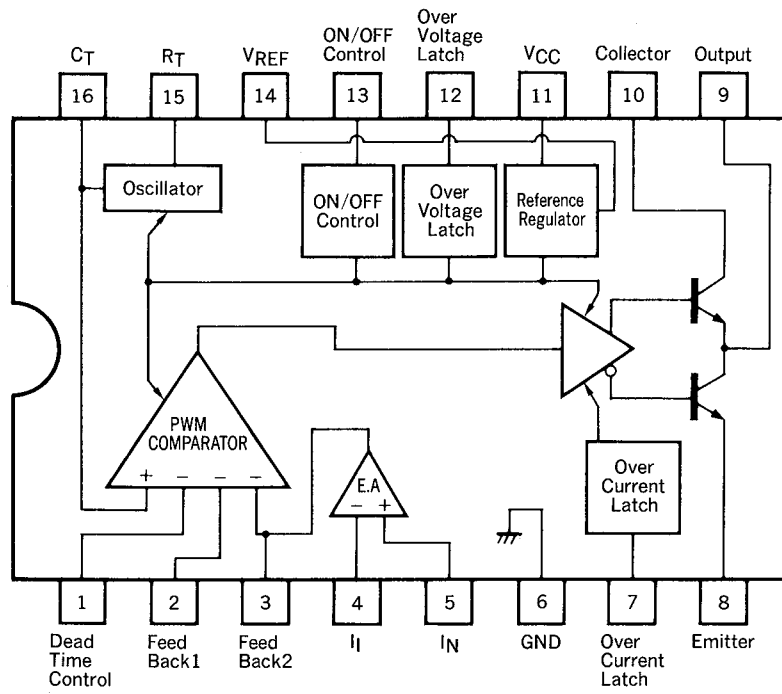 CT
RT
VREF
ON/OFF
Control
Over
Voltage
Latch
VCC
Collector
Output
16
15
14
13
12
11
10
9
Oscillator
ON/OFF
Control
Over
Voltage
Latch
Reference
Regulator
PWM
COMPARATOR
+ − − −
E.A
− +
Over
Current
Latch
1
2
3
4
5
6
7
8
Dead
Time
Control
Feed
Back1
Feed
Back2
II
IN
GND
Over
Current
Latch
Emitter